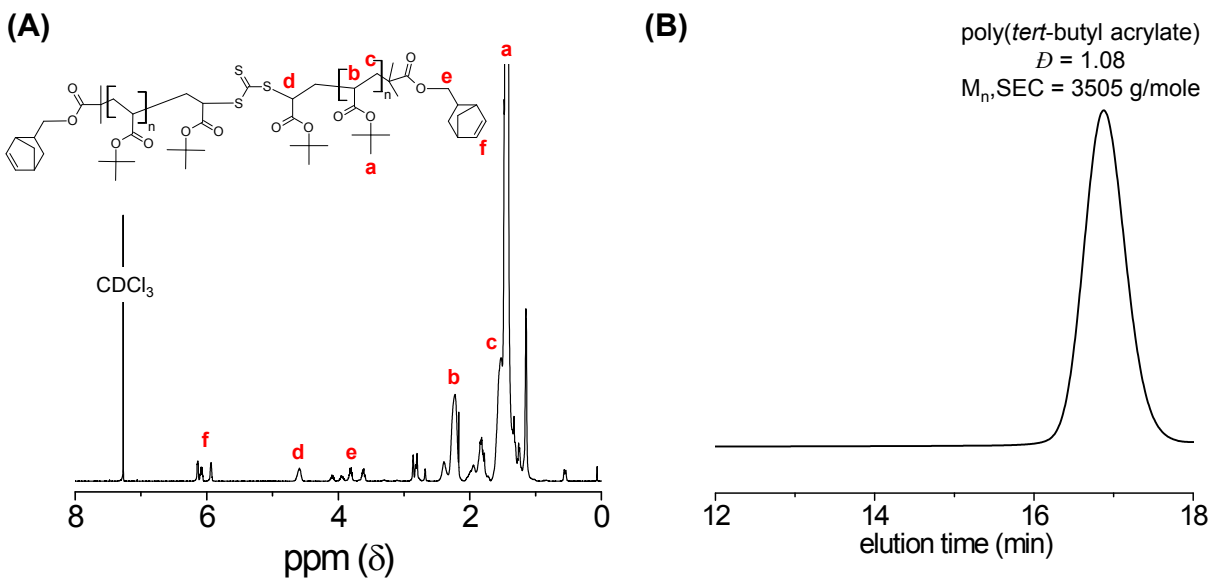 (A)
d
b
c
a
e
f
n
n
S
S
S
O
O
O
O
O
O
O
O
O
O
O
O
a
CDCl3
f
d
e
b
c
8
6
4
2
0
ppm (δ)
(B)
poly(tert-butyl acrylate)
Đ = 1.08
Mn,SEC = 3505 g/mole
12
14
16
18
elution time (min)